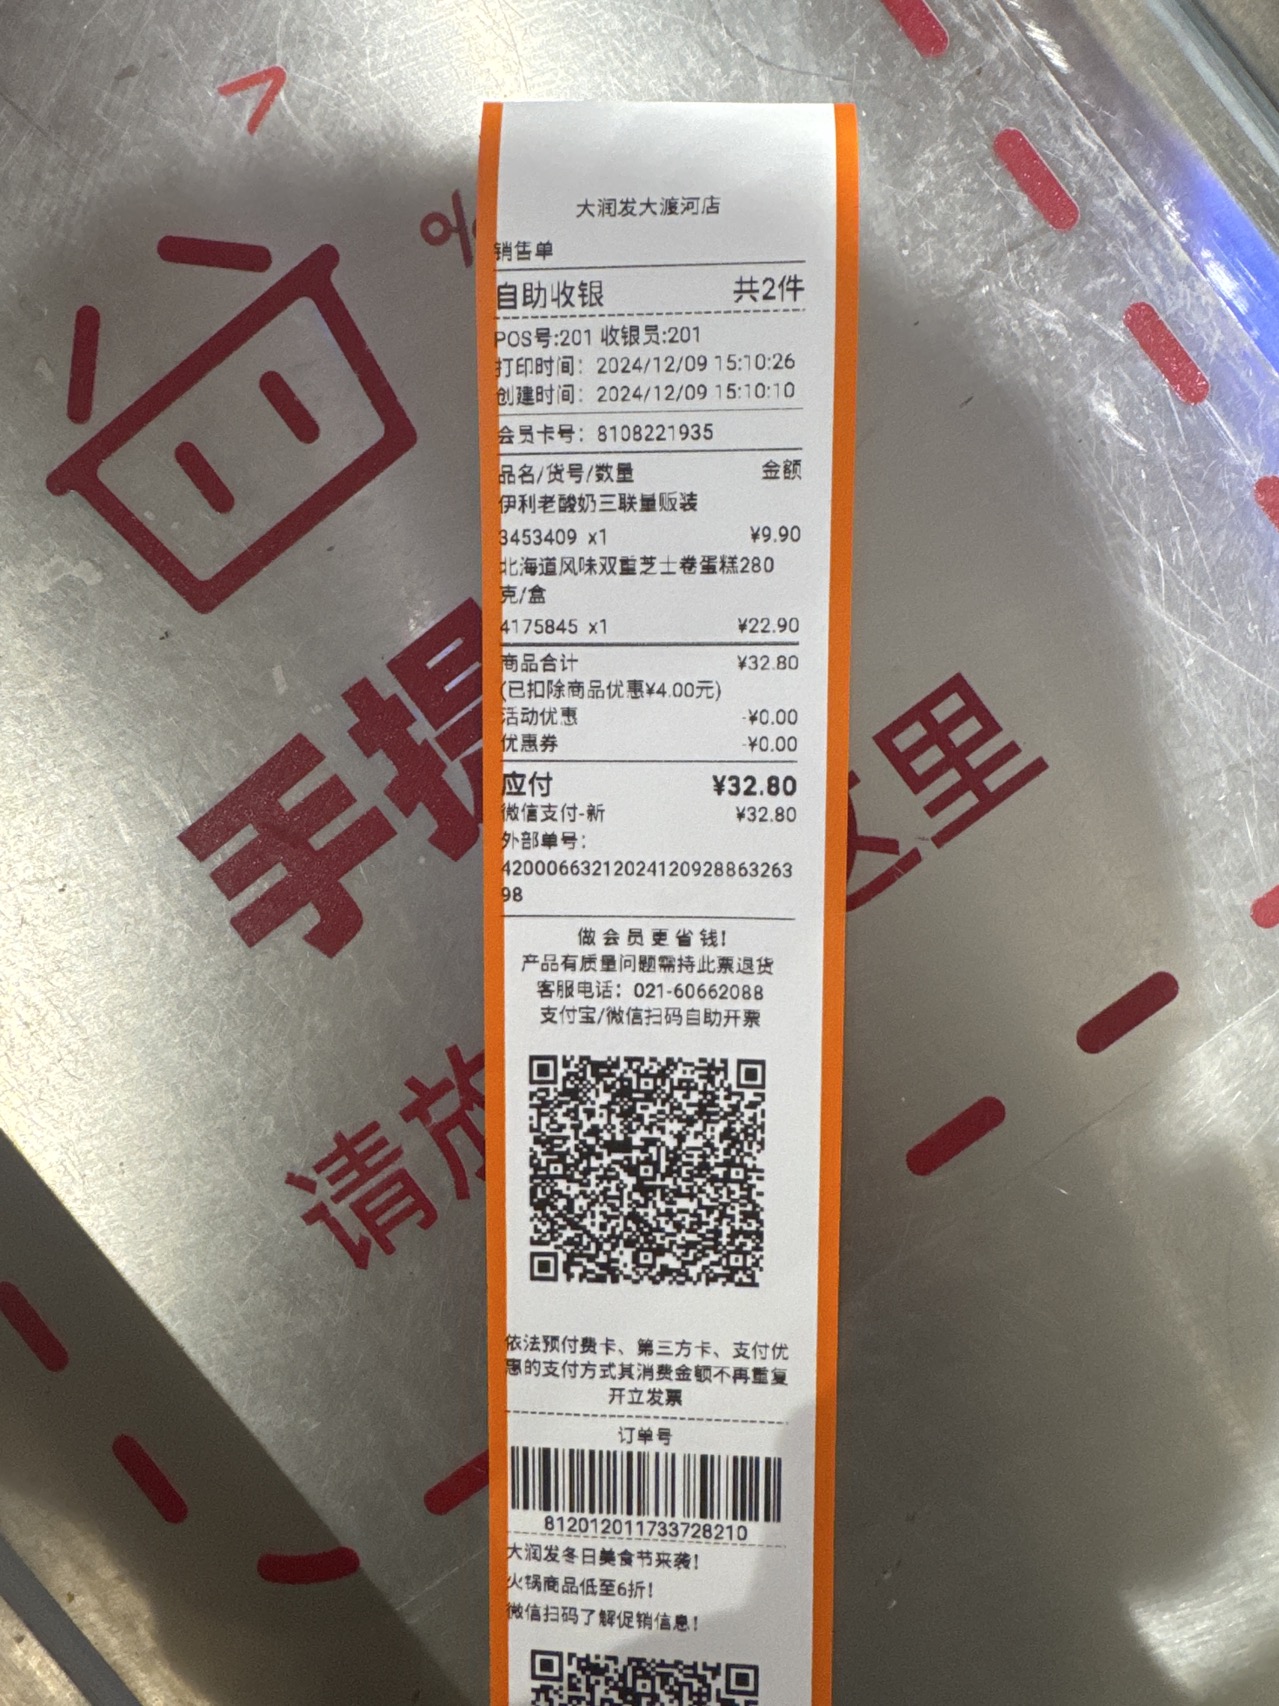 大润发大渡河店
销售单
自助收银 共2件
POS号:201 收银员:201
打印时间：2024/12/09 15:10:26
创建时间：2024/12/09 15:10:10
会员卡号：8108221935
品名/货号/数量 金额
伊利老酸奶三联量贩装
3453409 x1 ¥9.90
北海道风味双重芝士卷蛋糕280
克/盒
4175845 x1 ¥22.90
商品合计 ¥32.80
(已扣除商品优惠¥4.00元)
活动优惠 -¥0.00
优惠券 -¥0.00
应付 ¥32.80
微信支付-新 ¥32.80
外部单号：
42000663212024120928863263
98
做会员更省钱!
产品有质量问题需持此票退货
客服电话：021-60662088
支付宝/微信扫码自助开票
依法预付费卡、第三方卡、支付优
惠的支付方式其消费金额不再重复
开立发票
订单号
812012011733728210
大润发冬日美食节来袭!
火锅商品低至6折!
微信扫码了解促销信息!
%
手提 这里
请放